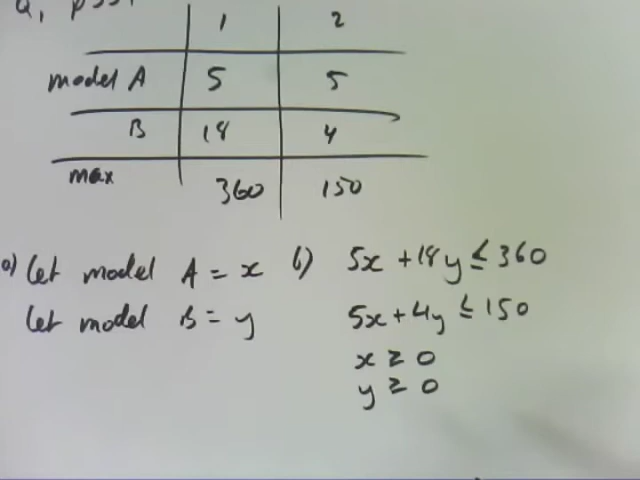 1 2
model A 5 5
B 18 4
max 360 150
a) Let model A = x
Let model B = y
b) 5x + 18y ≤ 360
5x + 4y ≤ 150
x ≥ 0
y ≥ 0